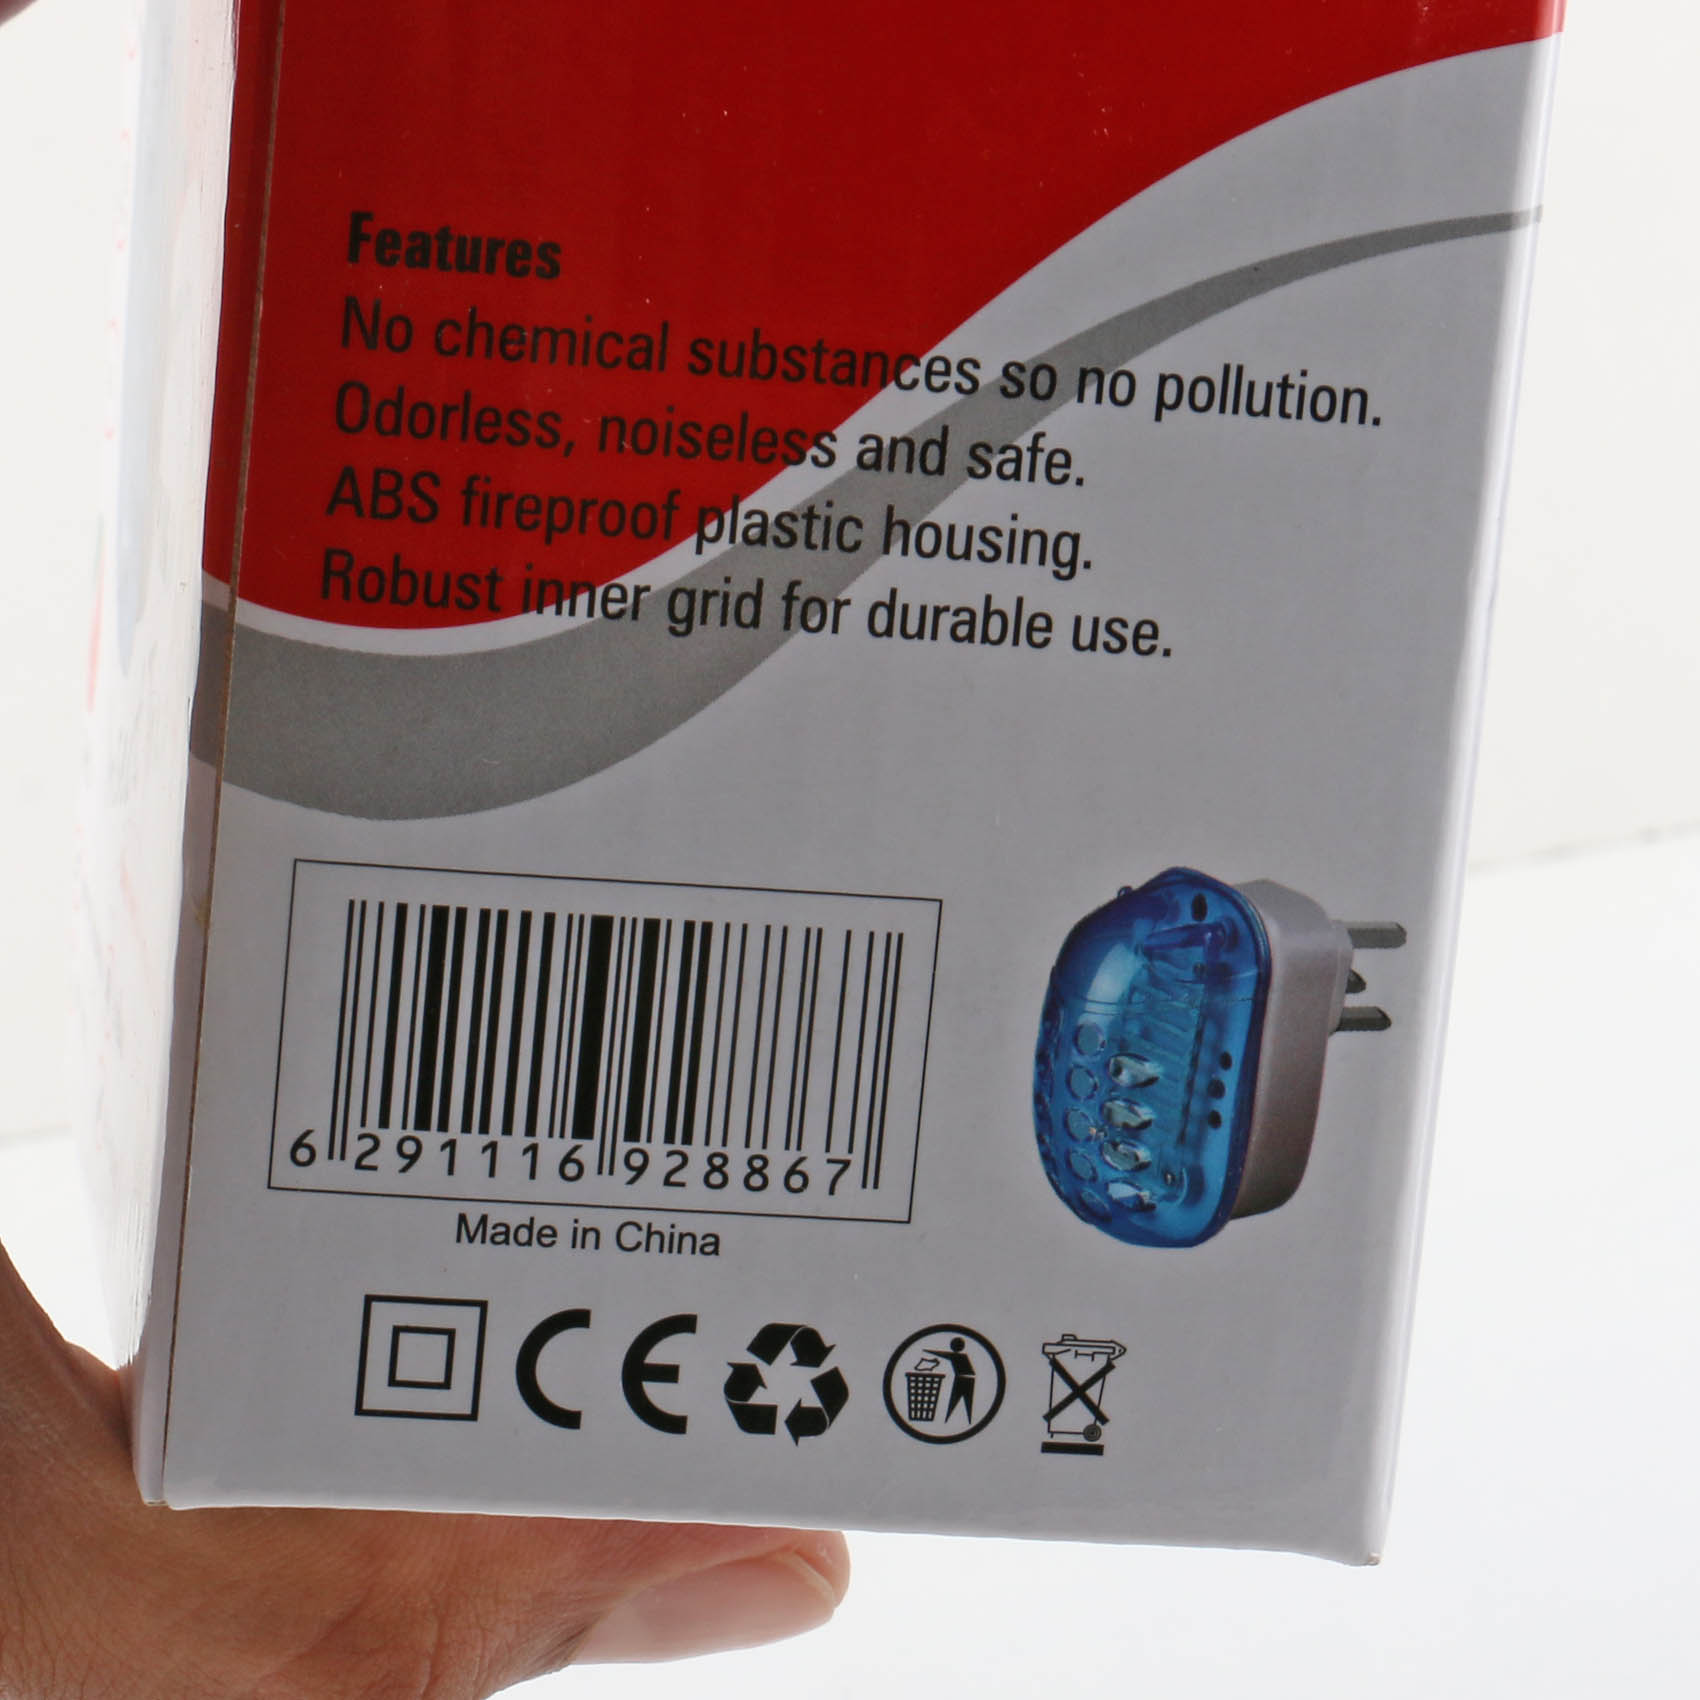 Features
No chemical substances so no pollution.
Odorless, noiseless and safe.
ABS fireproof plastic housing.
Robust inner grid for durable use.
6 291116 928867
Made in China
CE